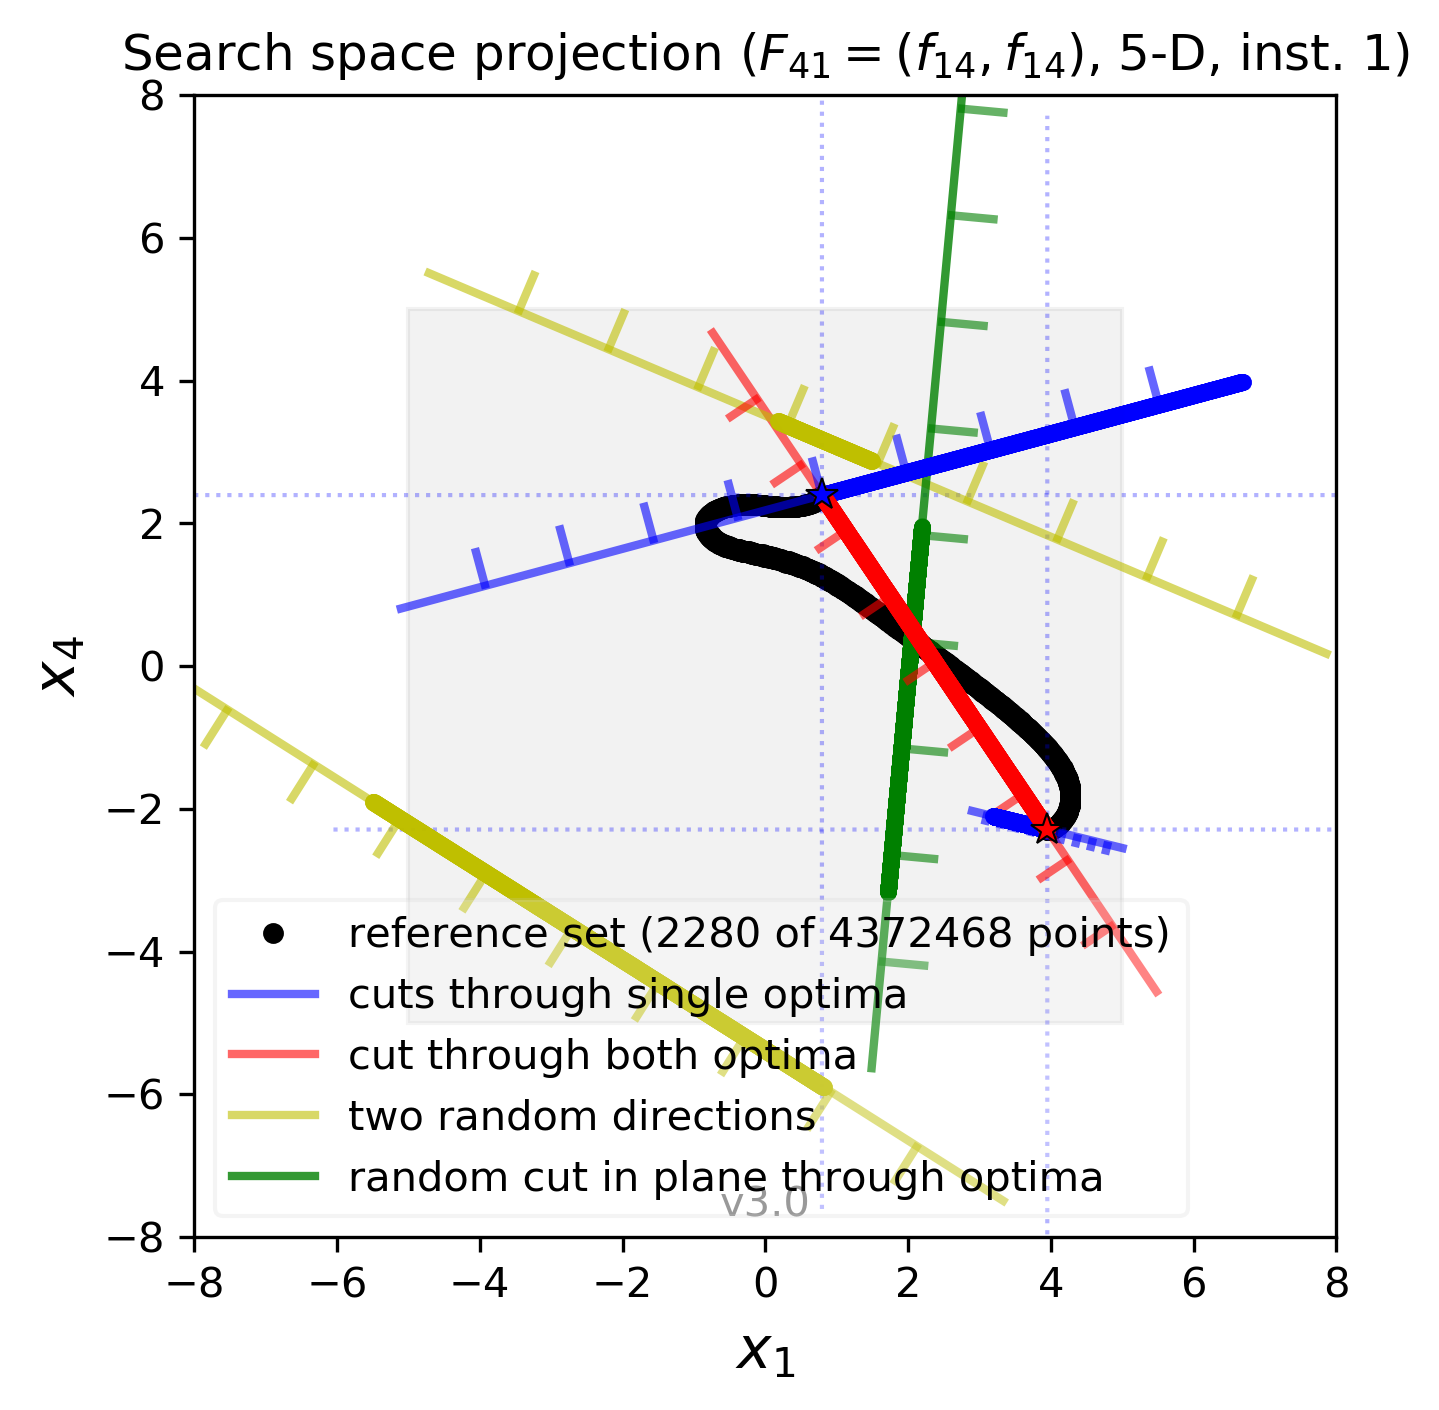 Search space projection (F₄₁ = (f₁₄, f₁₄), 5-D, inst. 1)
8
6
4
2
0
−2
−4
−6
−8
x₄
reference set (2280 of 4372468 points)
cuts through single optima
cut through both optima
two random directions
random cut in plane through optima
v3.0
−8 −6 −4 −2 0 2 4 6 8
x₁